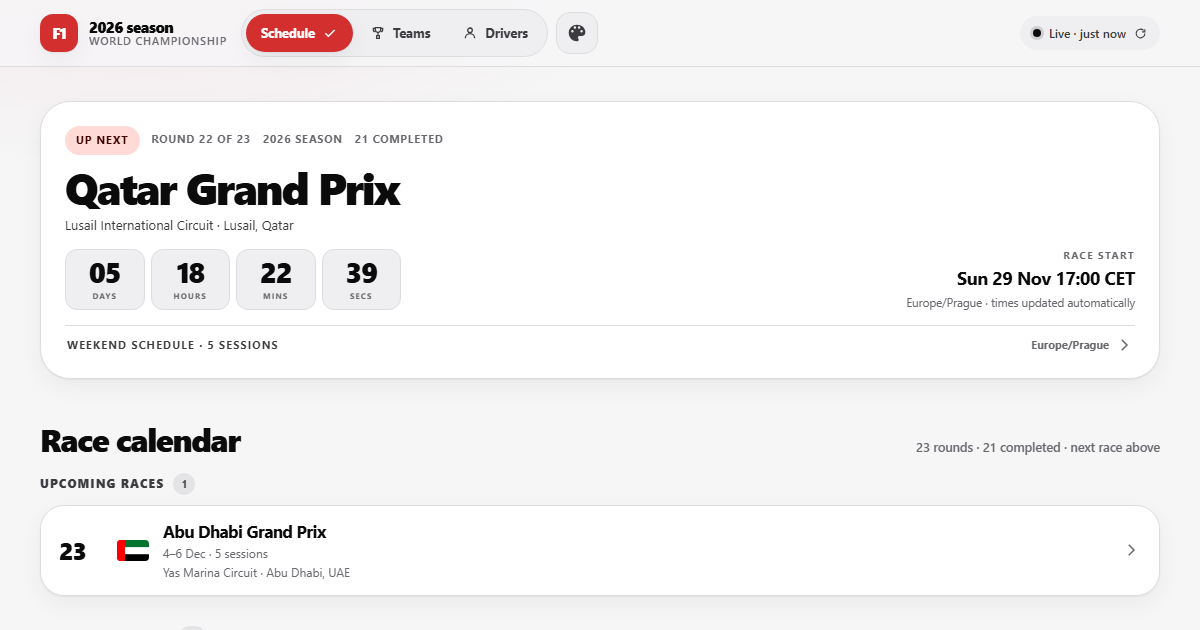 F1
2026 season
WORLD CHAMPIONSHIP
Schedule
Teams
Drivers
Live · just now
UP NEXT
ROUND 22 OF 23
2026 SEASON
21 COMPLETED
Qatar Grand Prix
Lusail International Circuit · Lusail, Qatar
05
DAYS
18
HOURS
22
MINS
39
SECS
RACE START
Sun 29 Nov 17:00 CET
Europe/Prague · times updated automatically
WEEKEND SCHEDULE · 5 SESSIONS
Europe/Prague
Race calendar
23 rounds · 21 completed · next race above
UPCOMING RACES
1
23
Abu Dhabi Grand Prix
4–6 Dec · 5 sessions
Yas Marina Circuit · Abu Dhabi, UAE